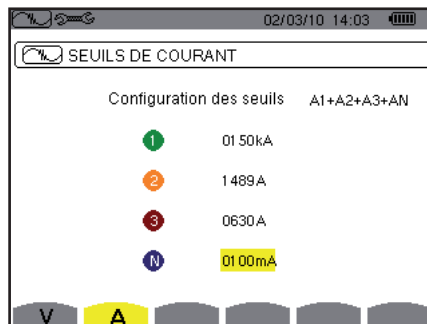 02/03/10 14:03
SEUILS DE COURANT
Configuration des seuils A1+A2+A3+AN
1 0150kA
2 1489A
3 0630A
N 0100mA
V A